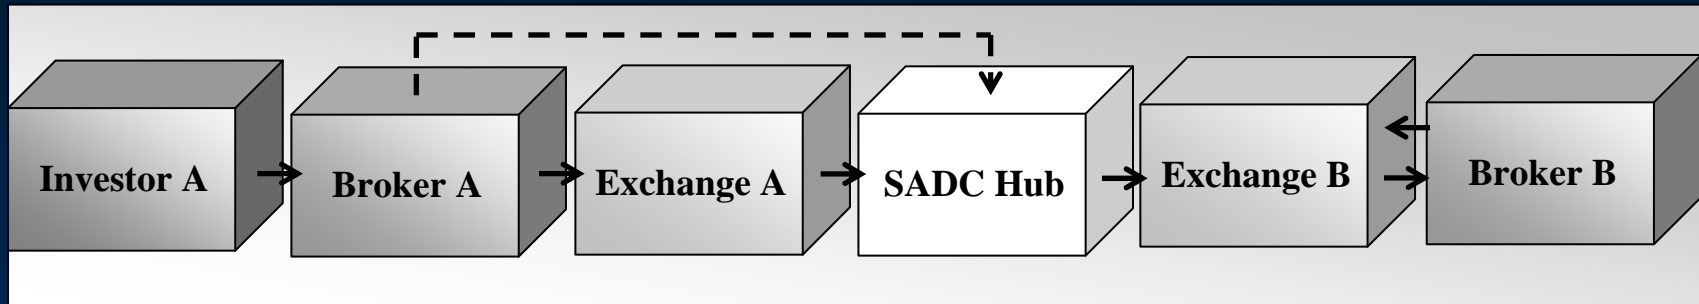 Investor A
Broker A
Exchange A
SADC Hub
Exchange B
Broker B